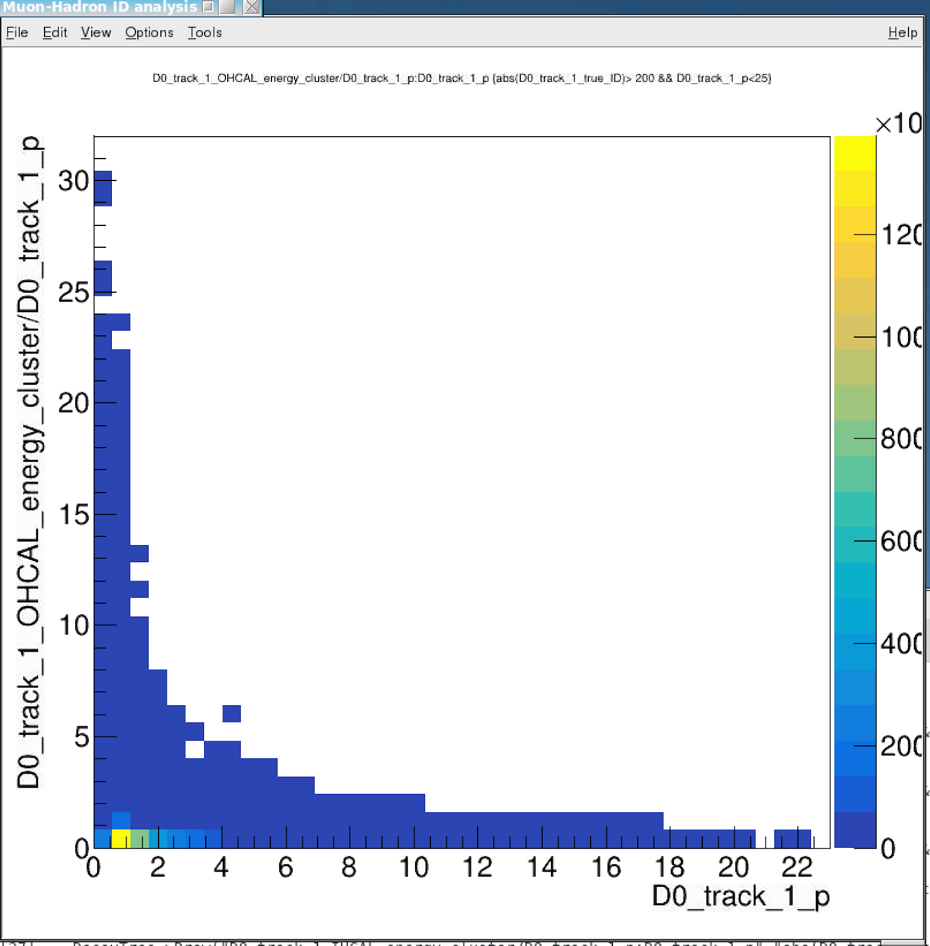 Muon-Hadron ID analysis
File Edit View Options Tools Help
D0_track_1_OHCAL_energy_cluster/D0_track_1_p:D0_track_1_p {abs(D0_track_1_true_ID)> 200 && D0_track_1_p<25}
×10
D0_track_1_OHCAL_energy_cluster/D0_track_1_p
30
25
20
15
10
5
0
120
100
800
600
400
200
0
0 2 4 6 8 10 12 14 16 18 20 22
D0_track_1_p